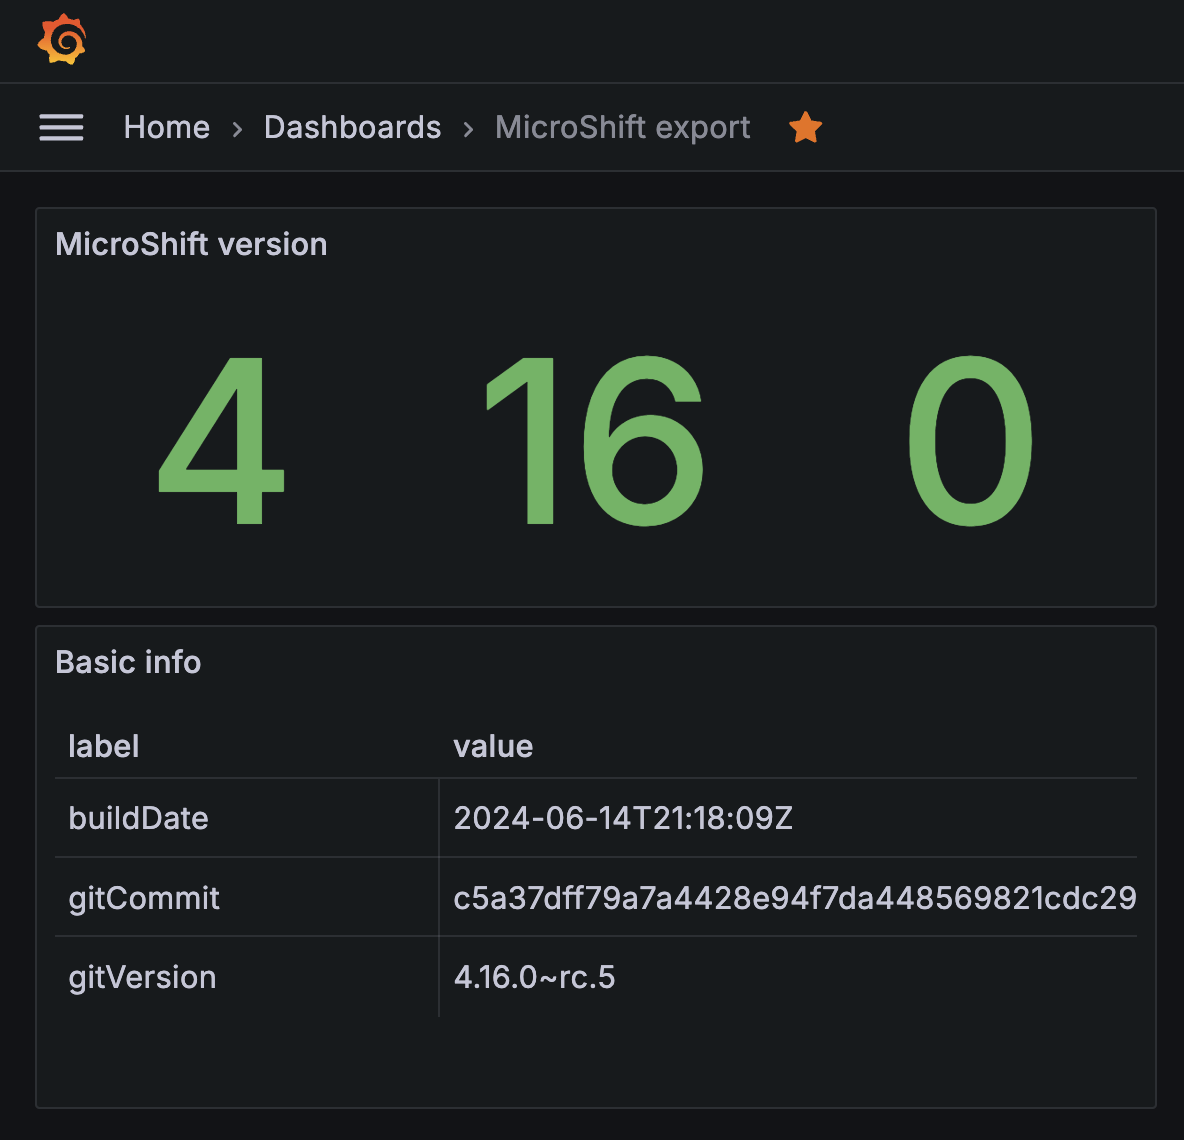 Home › Dashboards › MicroShift export
MicroShift version
4 16 0
Basic info
label value
buildDate 2024-06-14T21:18:09Z
gitCommit c5a37dff79a7a4428e94f7da448569821cdc29
gitVersion 4.16.0~rc.5